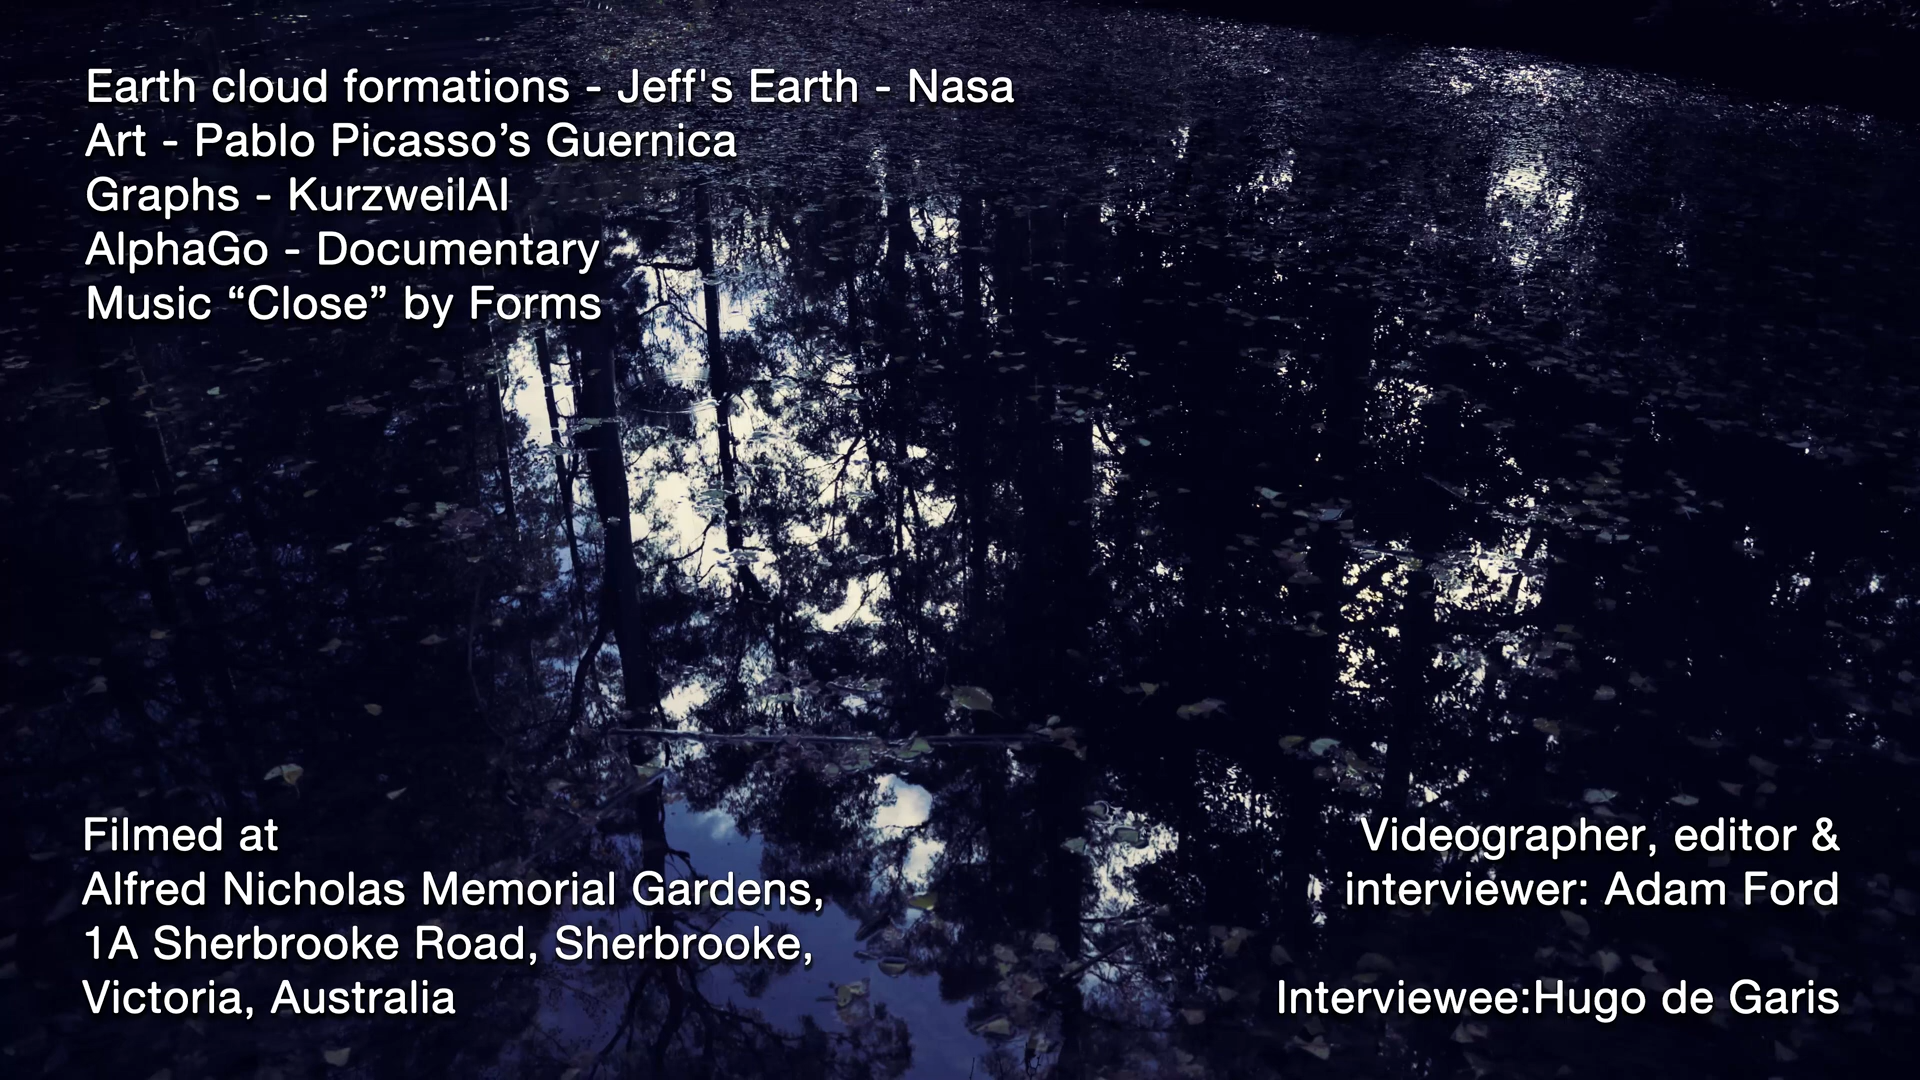 Earth cloud formations - Jeff's Earth - Nasa
Art - Pablo Picasso’s Guernica
Graphs - KurzweilAI
AlphaGo - Documentary
Music “Close” by Forms
Filmed at
Alfred Nicholas Memorial Gardens,
1A Sherbrooke Road, Sherbrooke,
Victoria, Australia
Videographer, editor &
interviewer: Adam Ford
Interviewee:Hugo de Garis